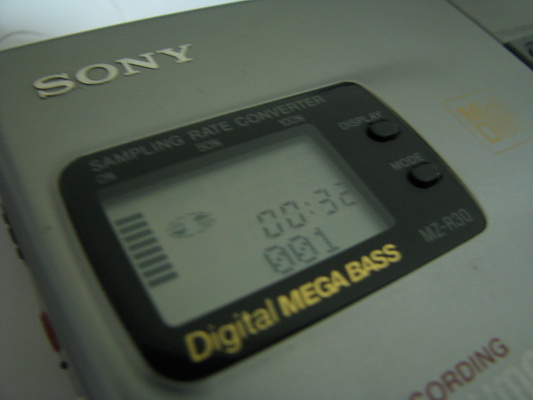 SONY
SAMPLING RATE CONVERTER
DISPLAY
MODE
00:32
001
MZ-R30
Digital MEGA BASS
CORDING